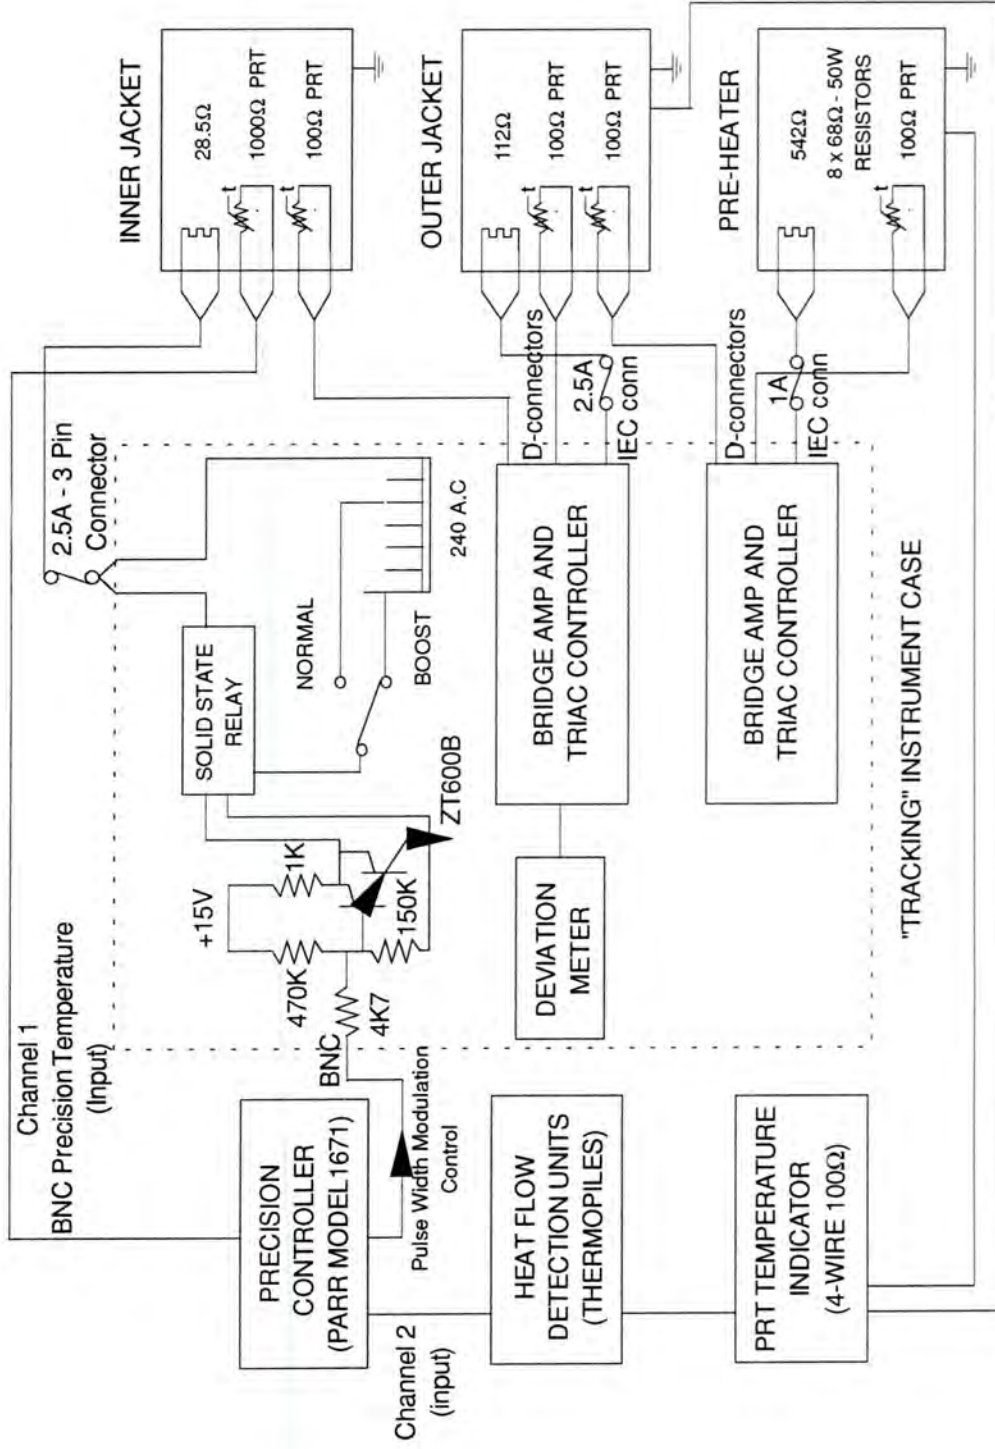 Channel 1
BNC Precision Temperature
(Input)
2.5A - 3 Pin
Connector
INNER JACKET
28.5Ω
1000Ω PRT
100Ω PRT
t
t
PRECISION
CONTROLLER
(PARR MODEL1671)
Pulse Width Modulation
Control
BNC
4K7
470K
+15V
1K
150K
ZT600B
SOLID STATE
RELAY
NORMAL
BOOST
240 A.C
OUTER JACKET
112Ω
100Ω PRT
100Ω PRT
t
t
Channel 2
(input)
HEAT FLOW
DETECTION UNITS
(THERMOPILES)
DEVIATION
METER
BRIDGE AMP AND
TRIAC CONTROLLER
D-connectors
2.5A
IEC conn
PRE-HEATER
542Ω
8 x 68Ω - 50W
RESISTORS
100Ω PRT
t
PRT TEMPERATURE
INDICATOR
(4-WIRE 100Ω)
BRIDGE AMP AND
TRIAC CONTROLLER
D-connectors
1A
IEC conn
"TRACKING" INSTRUMENT CASE